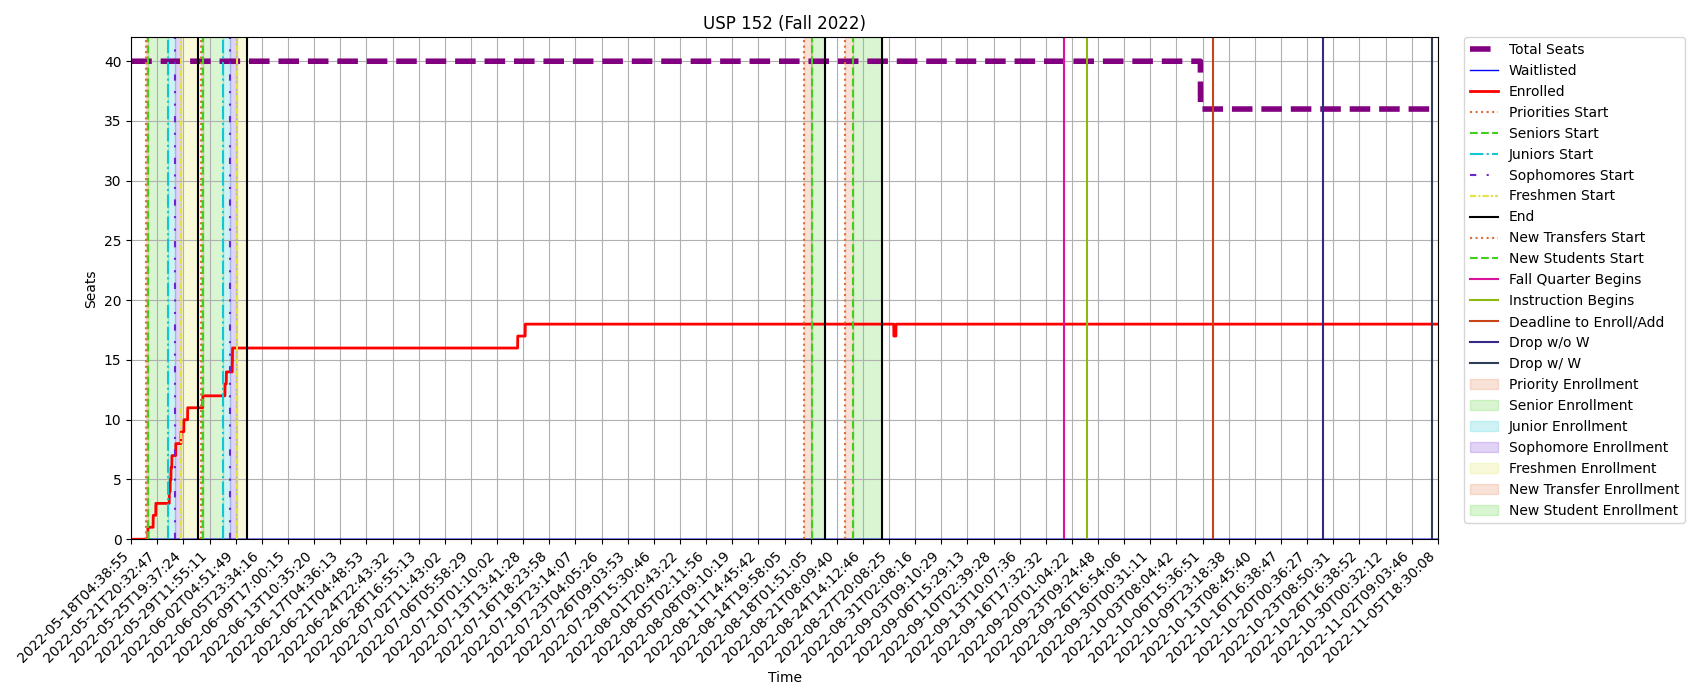 USP 152 (Fall 2022)
Seats
40
35
30
25
20
15
10
5
0
2022-05-18T04:38:55
2022-05-21T20:32:47
2022-05-25T19:37:24
2022-05-29T11:55:11
2022-06-02T04:51:49
2022-06-05T23:34:16
2022-06-09T17:00:15
2022-06-13T10:35:20
2022-06-17T04:36:13
2022-06-21T04:48:53
2022-06-24T22:43:32
2022-06-28T16:55:13
2022-07-02T11:43:02
2022-07-06T05:58:29
2022-07-10T01:10:02
2022-07-13T13:41:28
2022-07-16T18:23:58
2022-07-19T23:14:07
2022-07-23T04:05:26
2022-07-26T09:03:53
2022-07-29T15:30:46
2022-08-01T20:43:22
2022-08-05T02:11:56
2022-08-08T09:10:19
2022-08-11T14:45:42
2022-08-14T19:58:05
2022-08-18T01:51:05
2022-08-21T08:09:40
2022-08-24T14:12:46
2022-08-27T20:08:25
2022-08-31T02:08:16
2022-09-03T09:10:29
2022-09-06T15:29:13
2022-09-10T02:39:28
2022-09-13T10:07:36
2022-09-16T17:32:32
2022-09-20T01:04:22
2022-09-23T09:24:48
2022-09-26T16:54:06
2022-09-30T00:31:11
2022-10-03T08:04:42
2022-10-06T15:36:51
2022-10-09T23:18:38
2022-10-13T08:45:40
2022-10-16T16:38:47
2022-10-20T00:36:27
2022-10-23T08:50:31
2022-10-26T16:38:52
2022-10-30T00:32:12
2022-11-02T09:03:46
2022-11-05T18:30:08
Time
Total Seats
Waitlisted
Enrolled
Priorities Start
Seniors Start
Juniors Start
Sophomores Start
Freshmen Start
End
New Transfers Start
New Students Start
Fall Quarter Begins
Instruction Begins
Deadline to Enroll/Add
Drop w/o W
Drop w/ W
Priority Enrollment
Senior Enrollment
Junior Enrollment
Sophomore Enrollment
Freshmen Enrollment
New Transfer Enrollment
New Student Enrollment